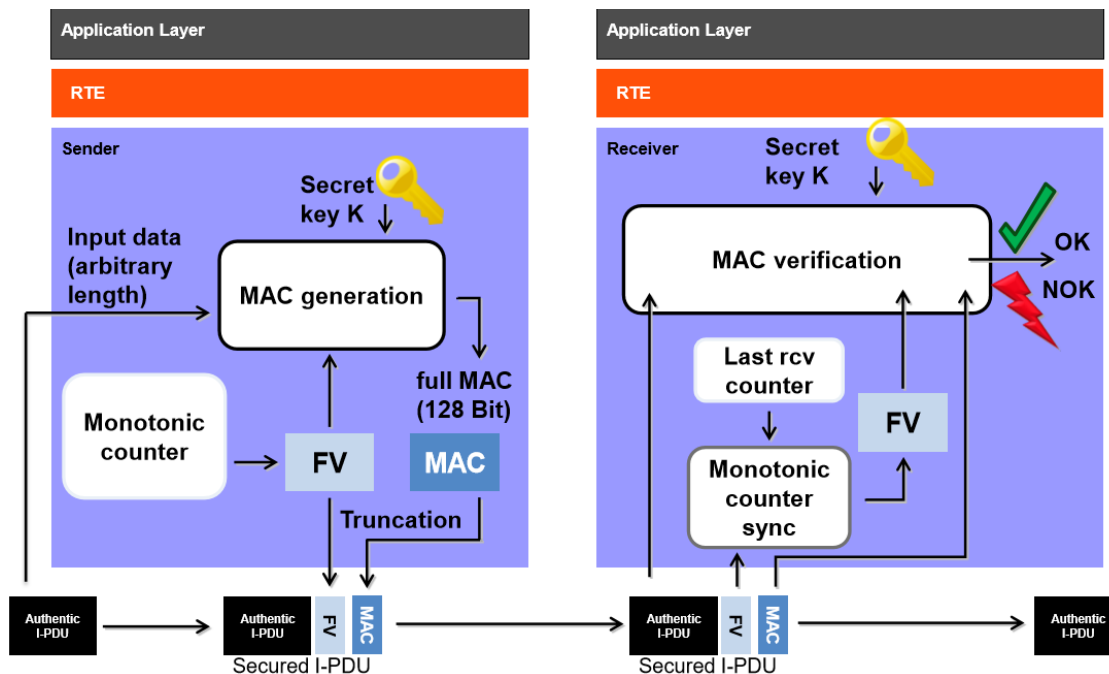 Application Layer
RTE
Sender
Secret
key K
Input data
(arbitrary
length)
MAC generation
full MAC
(128 Bit)
Monotonic
counter
FV
MAC
Truncation
Authentic
I-PDU
Authentic
I-PDU
FV
MAC
Secured I-PDU
Application Layer
RTE
Receiver
Secret
key K
MAC verification
OK
NOK
Last rcv
counter
FV
Monotonic
counter
sync
Authentic
I-PDU
FV
MAC
Secured I-PDU
Authentic
I-PDU